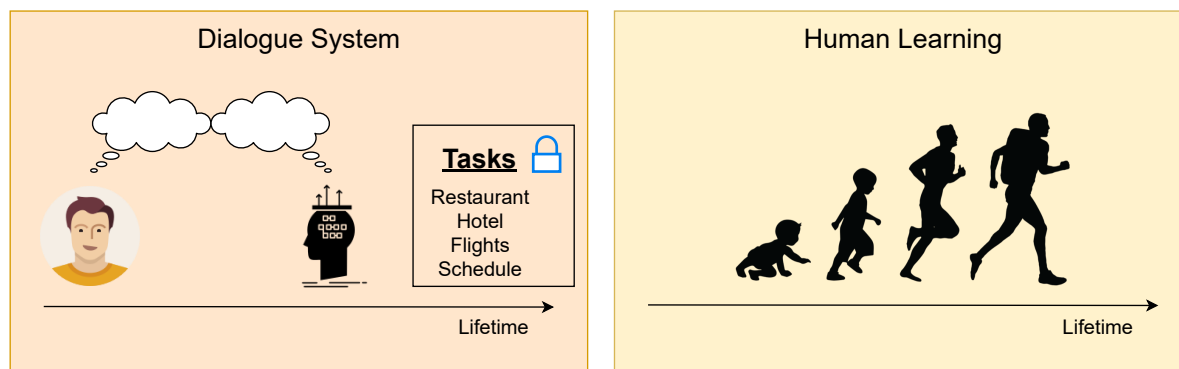 Dialogue System
Tasks
Restaurant
Hotel
Flights
Schedule
Lifetime
Human Learning
Lifetime